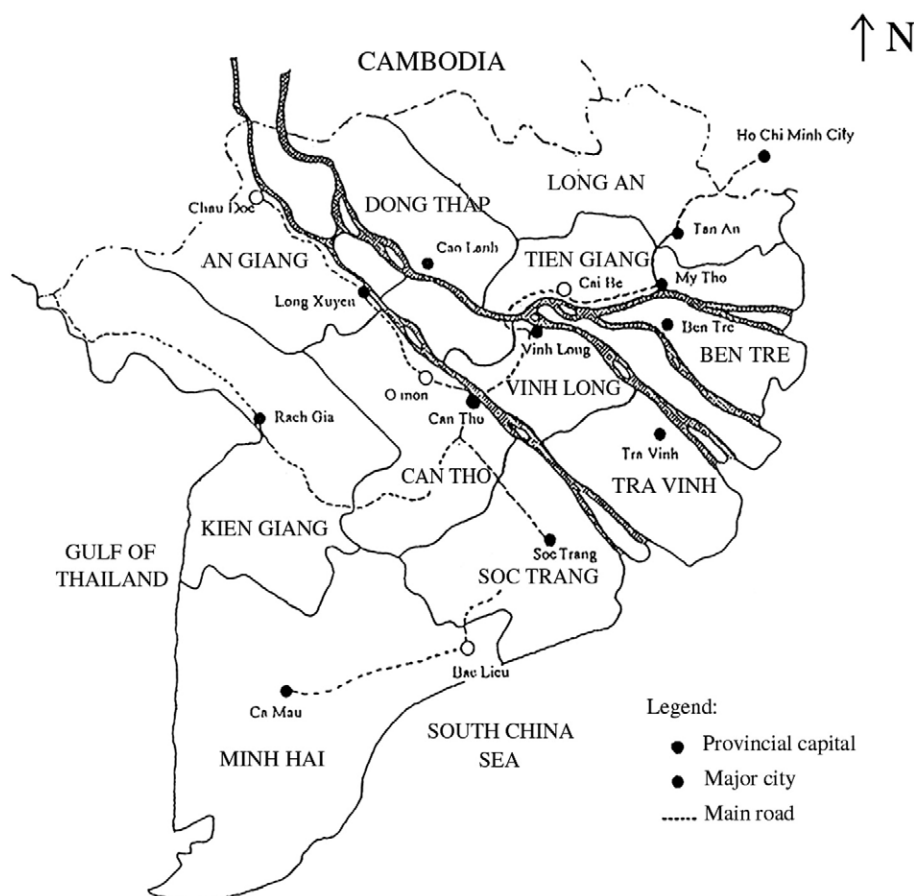 N
CAMBODIA
Ho Chi Minh City
LONG AN
DONG THAP
Chau Doc
Tan An
Cao Lanh
TIEN GIANG
AN GIANG
Cai Be
My Tho
Long Xuyen
Ben Tre
Vinh Long
BEN TRE
VINH LONG
O mon
Can Tho
Rach Gia
Tra Vinh
CAN THO
TRA VINH
KIEN GIANG
GULF OF
THAILAND
Soc Trang
SOC TRANG
Bac Lieu
Ca Mau
SOUTH CHINA
SEA
MINH HAI
Legend:
Provincial capital
Major city
Main road